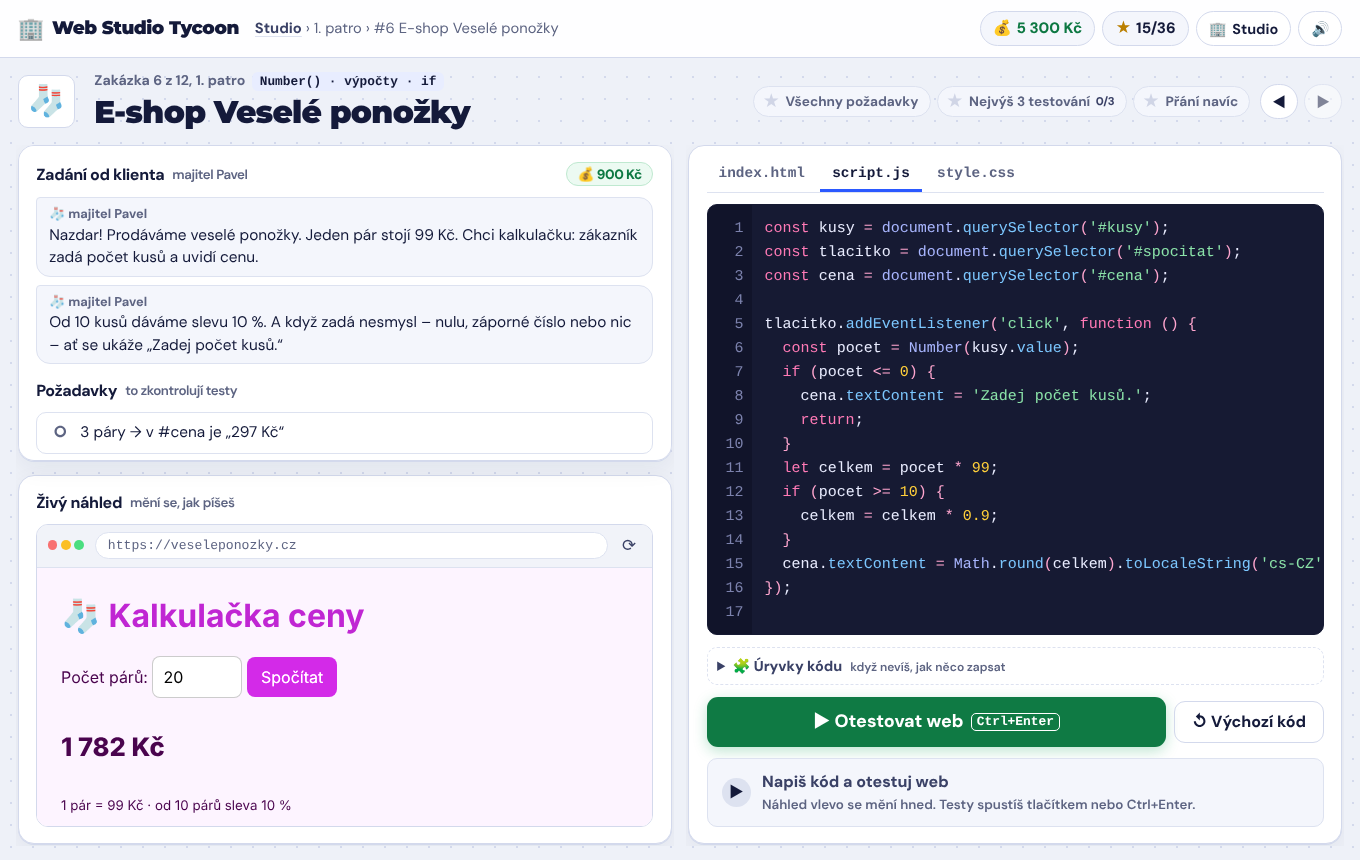 Web Studio Tycoon Studio › 1. patro › #6 E-shop Veselé ponožky 5 300 Kč 15/36 Studio
Zakázka 6 z 12, 1. patro Number() · výpočty · if
E-shop Veselé ponožky
Všechny požadavky Nejvýš 3 testování 0/3 Přání navíc
Zadání od klienta majitel Pavel 900 Kč
majitel Pavel
Nazdar! Prodáváme veselé ponožky. Jeden pár stojí 99 Kč. Chci kalkulačku: zákazník
zadá počet kusů a uvidí cenu.
majitel Pavel
Od 10 kusů dáváme slevu 10 %. A když zadá nesmysl – nulu, záporné číslo nebo nic
– ať se ukáže „Zadej počet kusů.“
Požadavky to zkontrolují testy
3 páry → v #cena je „297 Kč“
Živý náhled mění se, jak píšeš
https://veseleponozky.cz
Kalkulačka ceny
Počet párů: 20 Spočítat
1 782 Kč
1 pár = 99 Kč · od 10 párů sleva 10 %
index.html script.js style.css
1 const kusy = document.querySelector('#kusy');
2 const tlacitko = document.querySelector('#spocitat');
3 const cena = document.querySelector('#cena');
4
5 tlacitko.addEventListener('click', function () {
6 const pocet = Number(kusy.value);
7 if (pocet <= 0) {
8 cena.textContent = 'Zadej počet kusů.';
9 return;
10 }
11 let celkem = pocet * 99;
12 if (pocet >= 10) {
13 celkem = celkem * 0.9;
14 }
15 cena.textContent = Math.round(celkem).toLocaleString('cs-CZ'
16 });
17
Úryvky kódu když nevíš, jak něco zapsat
Otestovat web Ctrl+Enter Výchozí kód
Napiš kód a otestuj web
Náhled vlevo se mění hned. Testy spustíš tlačítkem nebo Ctrl+Enter.